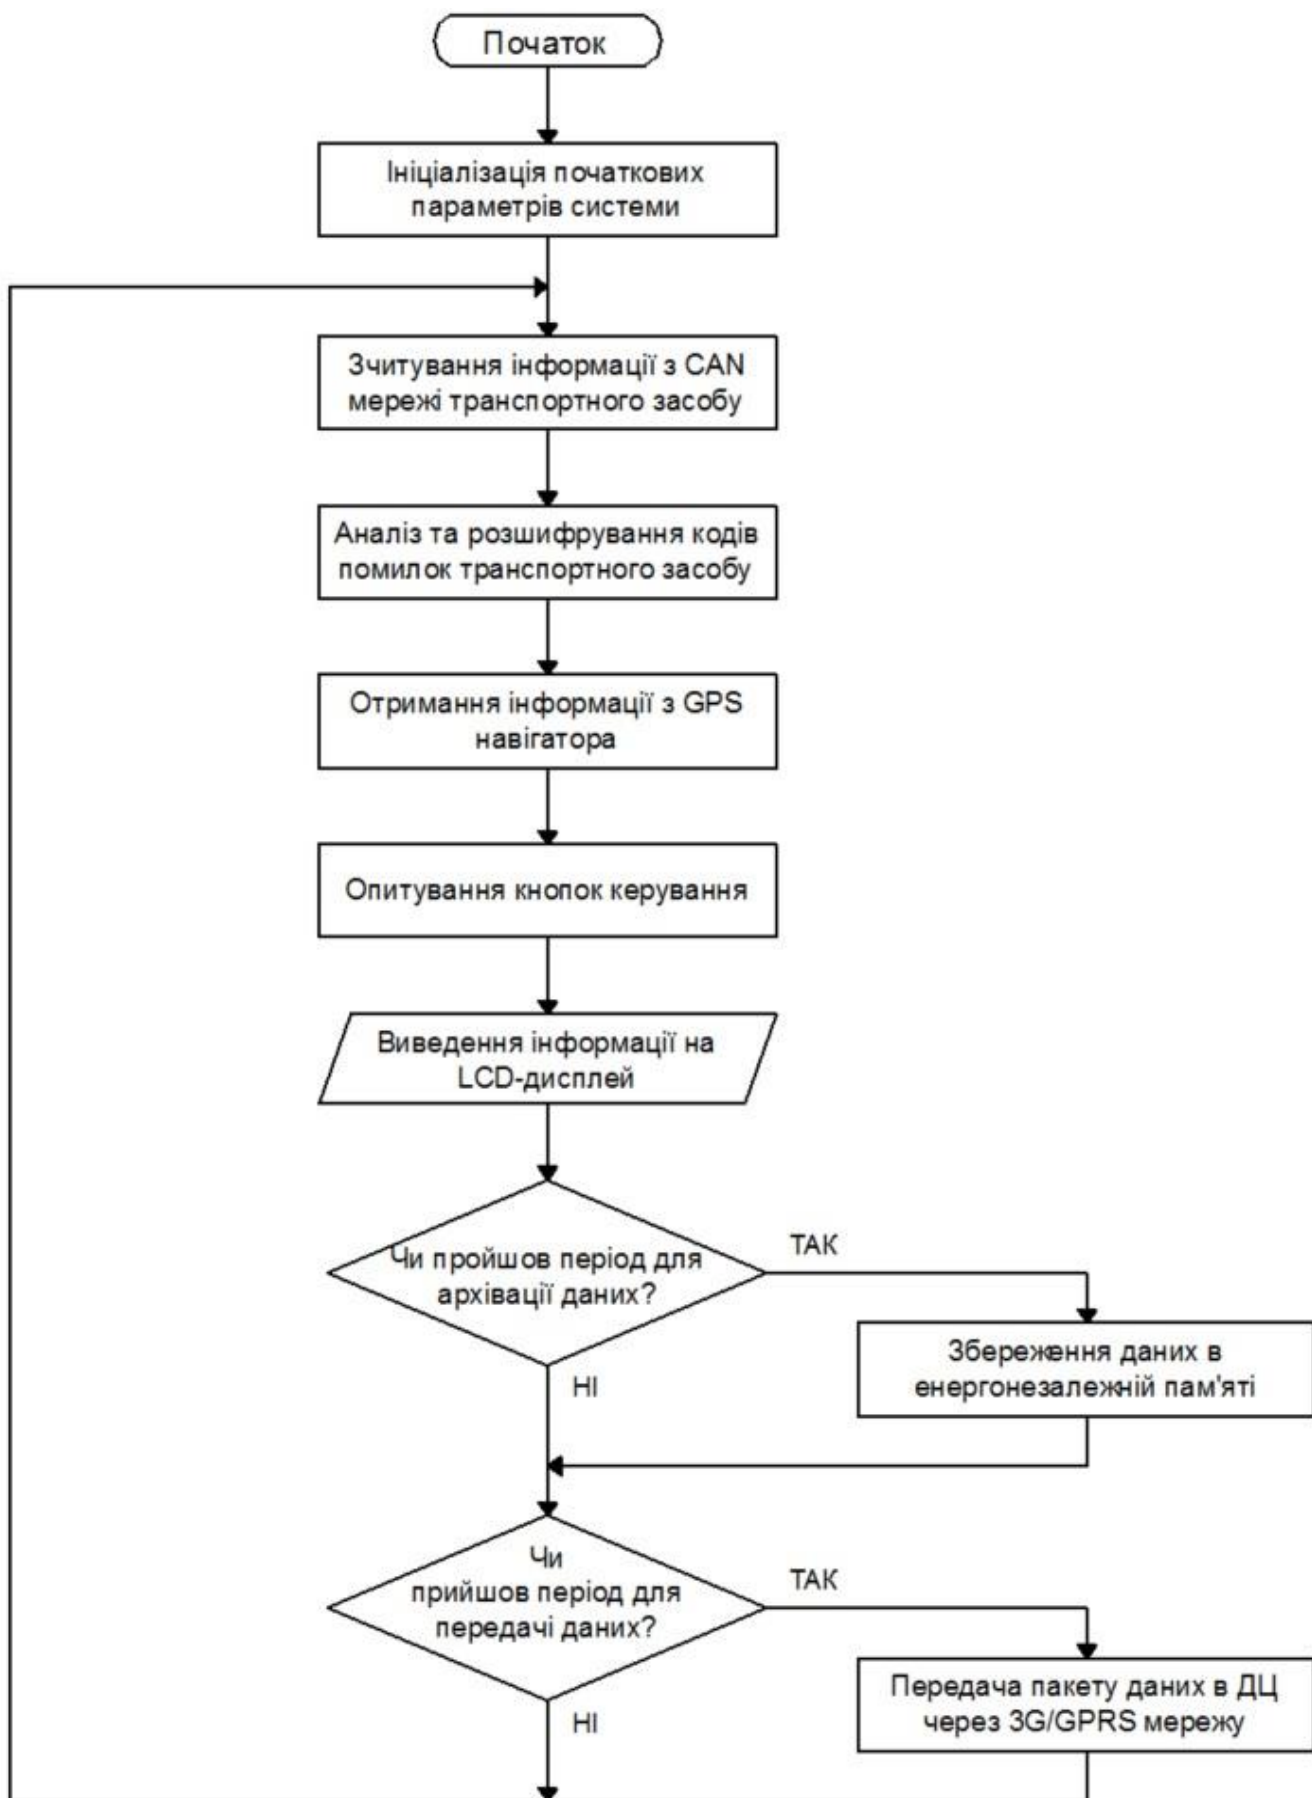 Початок
Ініціалізація початкових
параметрів системи
Зчитування інформації з CAN
мережі транспортного засобу
Аналіз та розшифрування кодів
помилок транспортного засобу
Отримання інформації з GPS
навігатора
Опитування кнопок керування
Виведення інформації на
LCD-дисплей
Чи пройшов період для
архівації даних?
ТАК
Збереження даних в
енергонезалежній пам'яті
НІ
Чи
прийшов період для
передачі даних?
ТАК
Передача пакету даних в ДЦ
через 3G/GPRS мережу
НІ